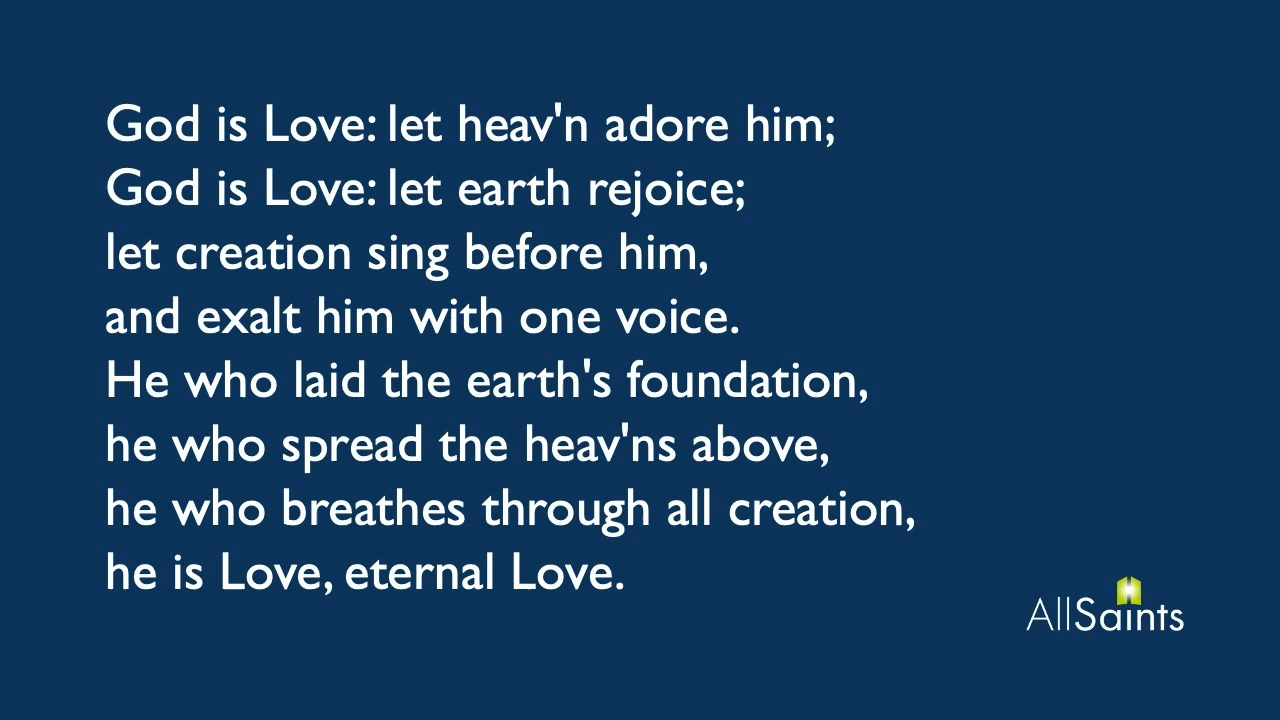 God is Love: let heav'n adore him;
God is Love: let earth rejoice;
let creation sing before him,
and exalt him with one voice.
He who laid the earth's foundation,
he who spread the heav'ns above,
he who breathes through all creation,
he is Love, eternal Love.
AllSaints